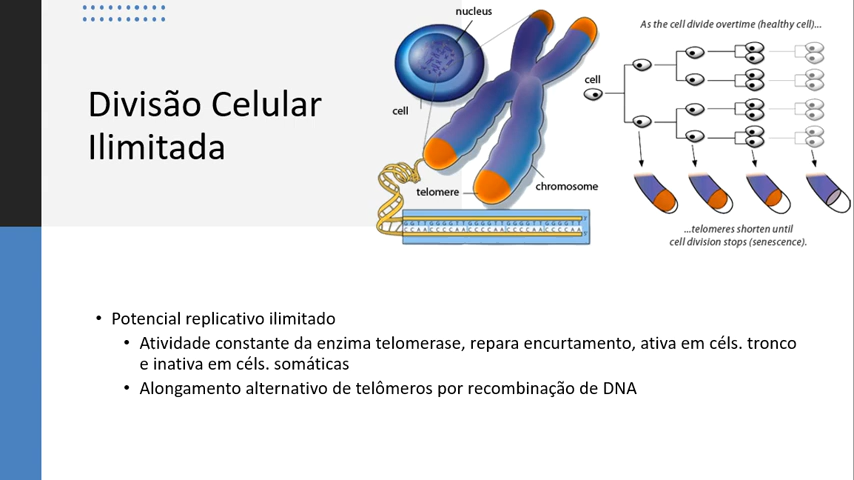 Divisão Celular
Ilimitada
nucleus
cell
telomere
chromosome
As the cell divide overtime (healthy cell)...
cell
...telomeres shorten until
cell division stops (senescence).
• Potencial replicativo ilimitado
• Atividade constante da enzima telomerase, repara encurtamento, ativa em céls. tronco
e inativa em céls. somáticas
• Alongamento alternativo de telômeros por recombinação de DNA